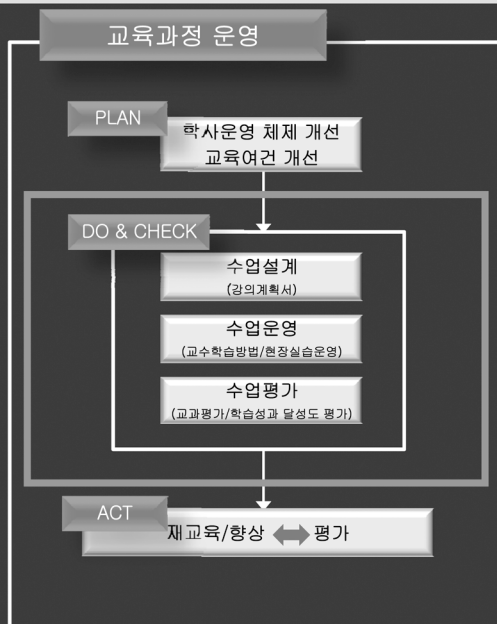 교육과정 운영
PLAN
학사운영 체제 개선
교육여건 개선
DO & CHECK
수업설계
(강의계획서)
수업운영
(교수학습방법/현장실습운영)
수업평가
(교과평가/학습성과 달성도 평가)
ACT
재교육/향상 평가